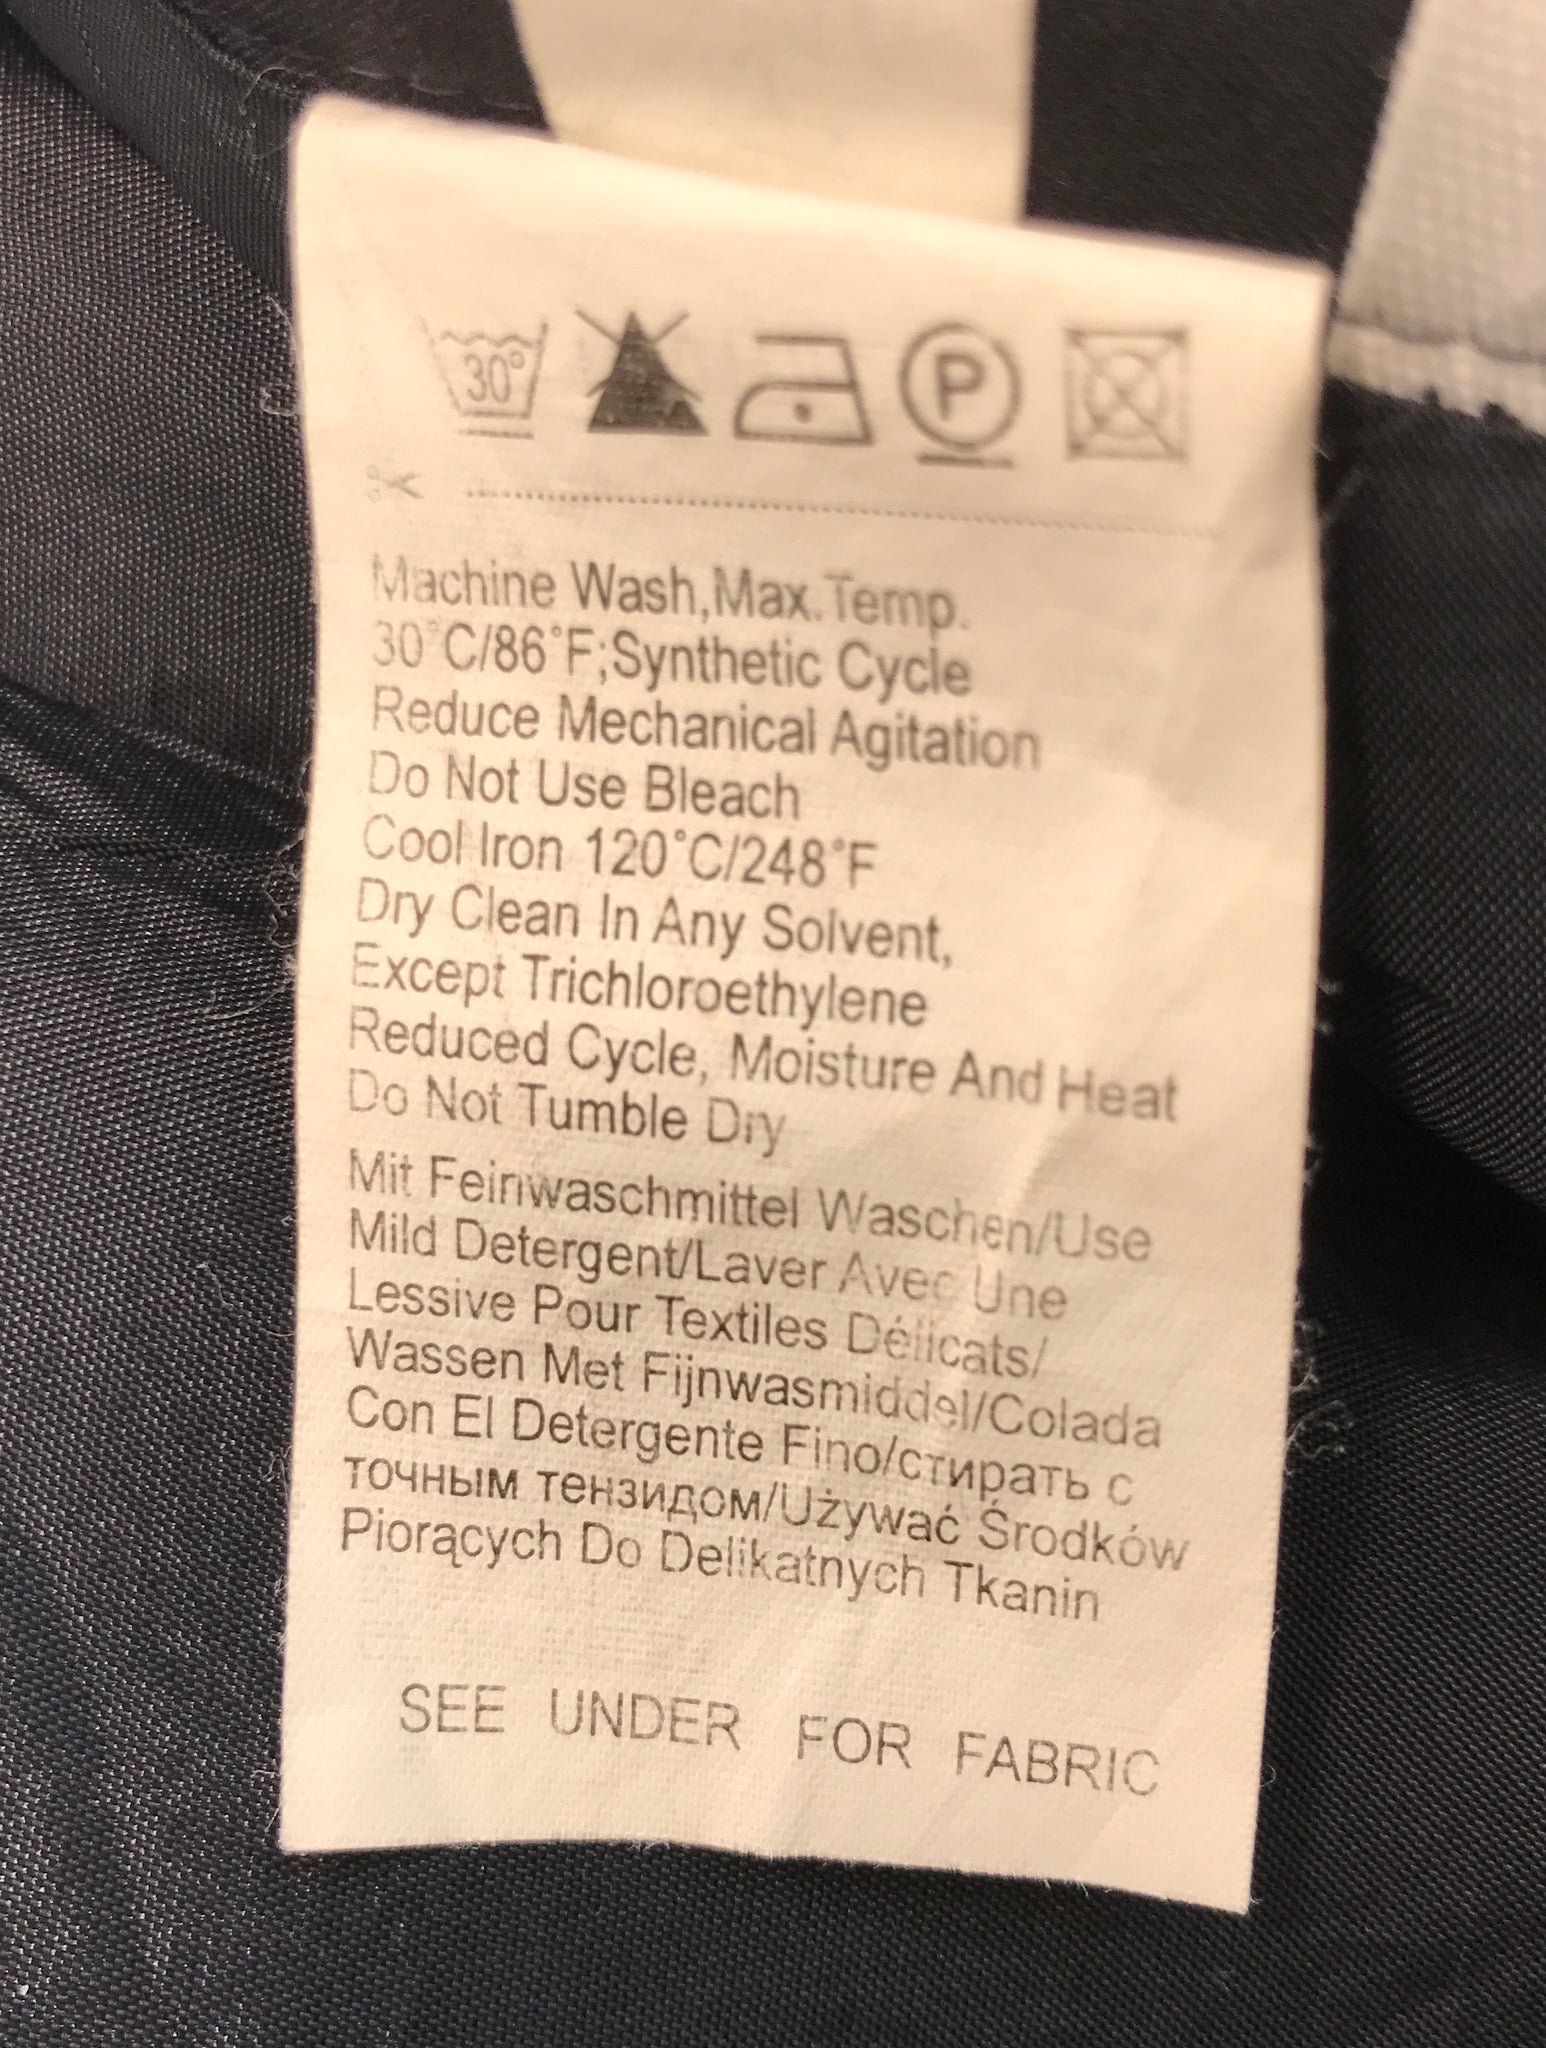 30°
P
Machine Wash,Max.Temp.
30°C/86°F;Synthetic Cycle
Reduce Mechanical Agitation
Do Not Use Bleach
Cool Iron 120°C/248°F
Dry Clean In Any Solvent,
Except Trichloroethylene
Reduced Cycle, Moisture And Heat
Do Not Tumble Dry
Mit Feinwaschmittel Waschen/Use
Mild Detergent/Laver Avec Une
Lessive Pour Textiles Délicats/
Wassen Met Fijnwasmiddel/Colada
Con El Detergente Fino/стирать с
точным тензидом/Używać Środków
Piorących Do Delikatnych Tkanin
SEE UNDER FOR FABRIC